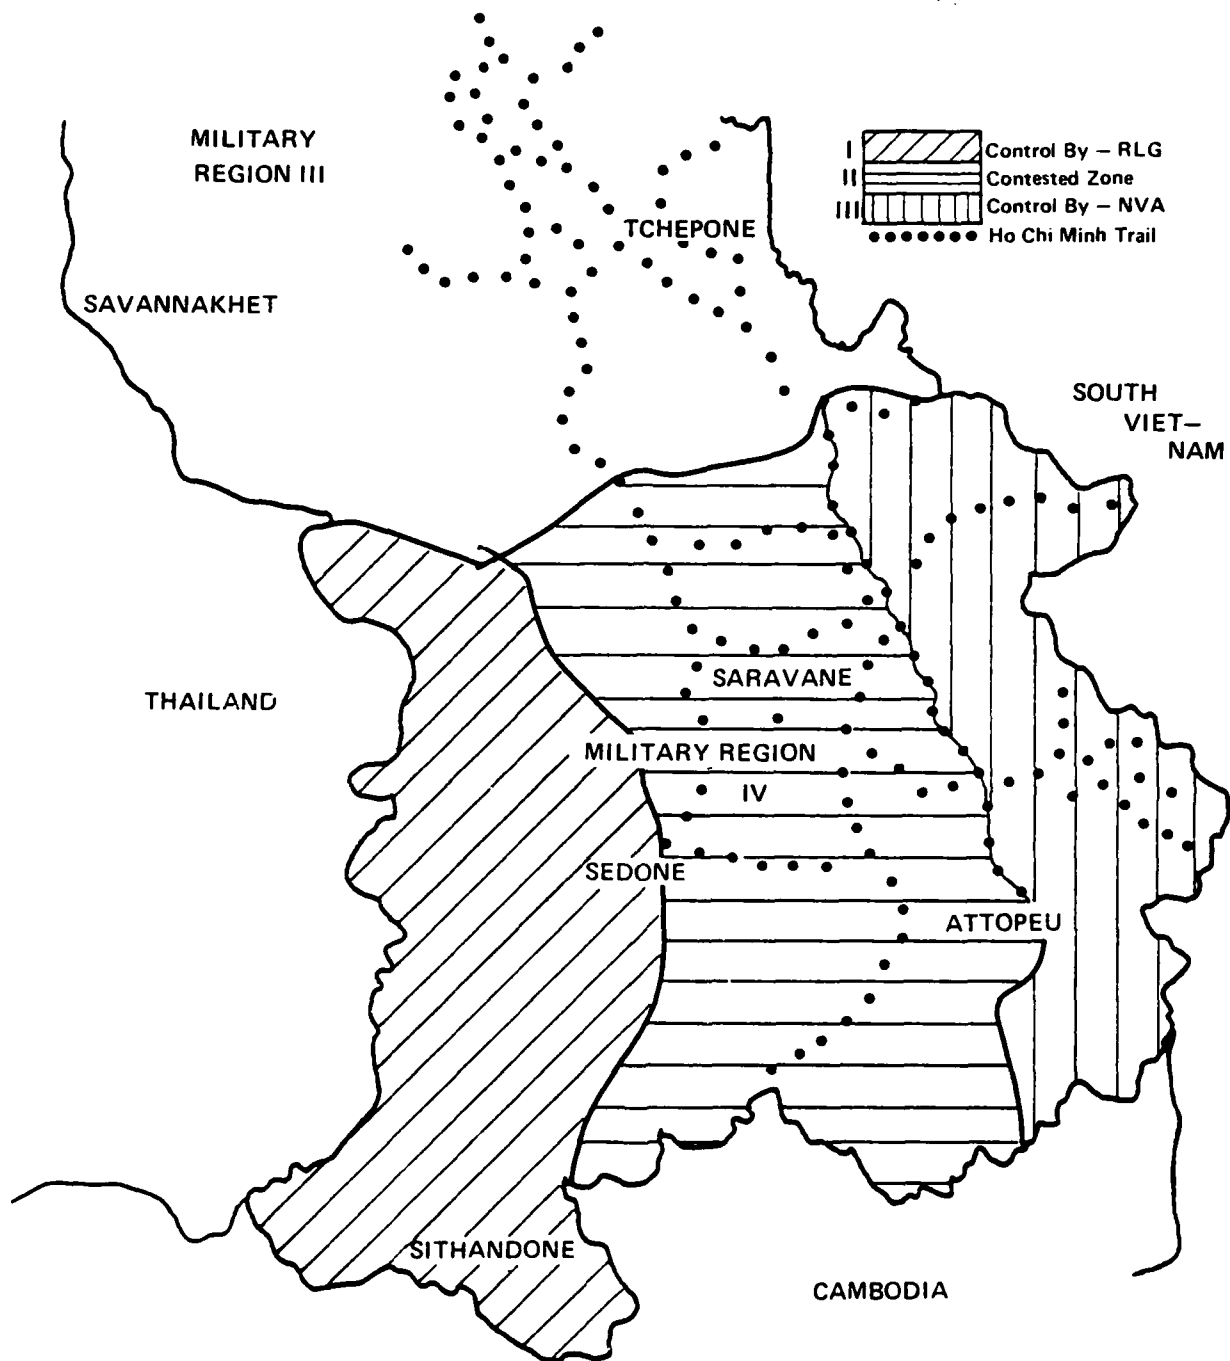 MILITARY
REGION III
I Control By – RLG
II Contested Zone
III Control By – NVA
Ho Chi Minh Trail
TCHEPONE
SAVANNAKHET
SOUTH
VIET–
NAM
SARAVANE
THAILAND
MILITARY REGION
IV
SEDONE
ATTOPEU
SITHANDONE
CAMBODIA